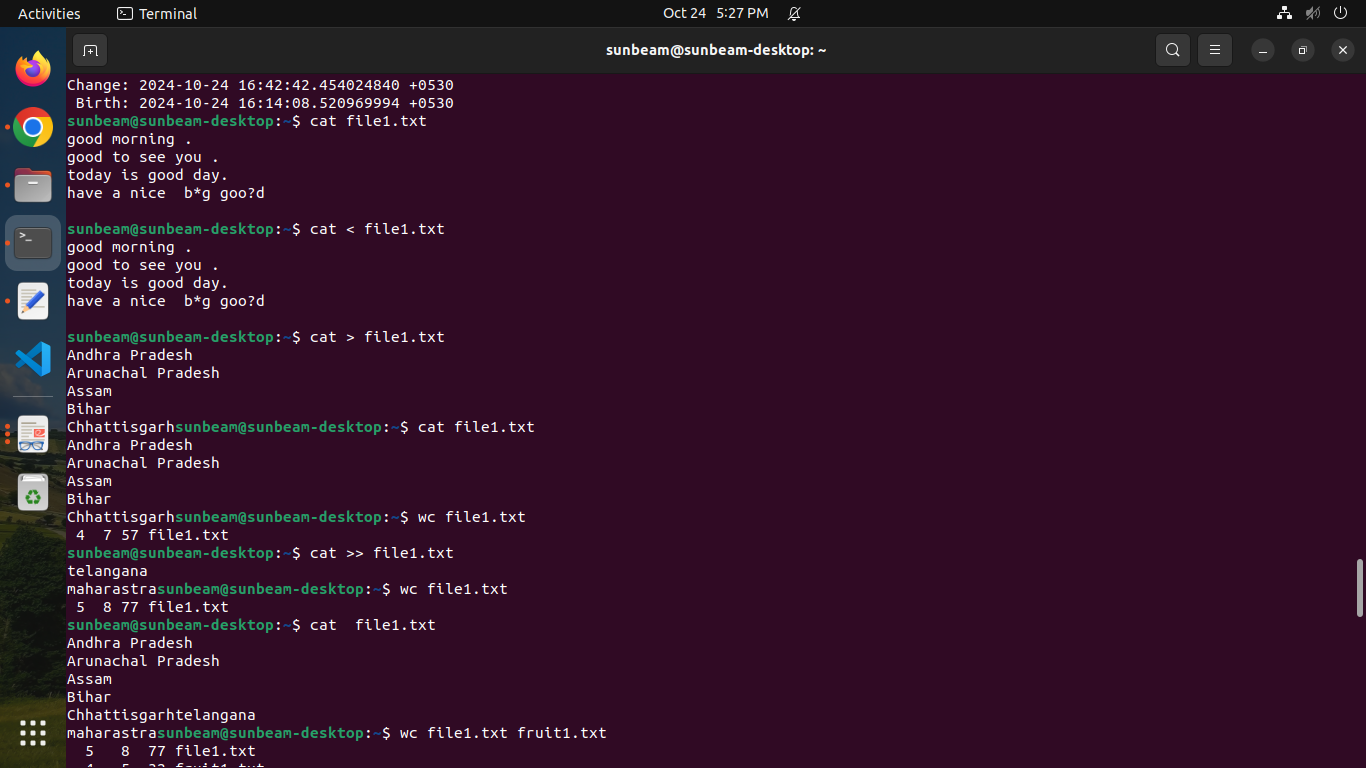 Activities Terminal Oct 24 5:27 PM
sunbeam@sunbeam-desktop: ~
Change: 2024-10-24 16:42:42.454024840 +0530
 Birth: 2024-10-24 16:14:08.520969994 +0530
sunbeam@sunbeam-desktop:~$ cat file1.txt
good morning .
good to see you .
today is good day.
have a nice  b*g goo?d

sunbeam@sunbeam-desktop:~$ cat < file1.txt
good morning .
good to see you .
today is good day.
have a nice  b*g goo?d

sunbeam@sunbeam-desktop:~$ cat > file1.txt
Andhra Pradesh
Arunachal Pradesh
Assam
Bihar
Chhattisgarhsunbeam@sunbeam-desktop:~$ cat file1.txt
Andhra Pradesh
Arunachal Pradesh
Assam
Bihar
Chhattisgarhsunbeam@sunbeam-desktop:~$ wc file1.txt
 4  7 57 file1.txt
sunbeam@sunbeam-desktop:~$ cat >> file1.txt
telangana
maharastrasunbeam@sunbeam-desktop:~$ wc file1.txt
 5  8 77 file1.txt
sunbeam@sunbeam-desktop:~$ cat  file1.txt
Andhra Pradesh
Arunachal Pradesh
Assam
Bihar
Chhattisgarhtelangana
maharastrasunbeam@sunbeam-desktop:~$ wc file1.txt fruit1.txt
  5   8  77 file1.txt